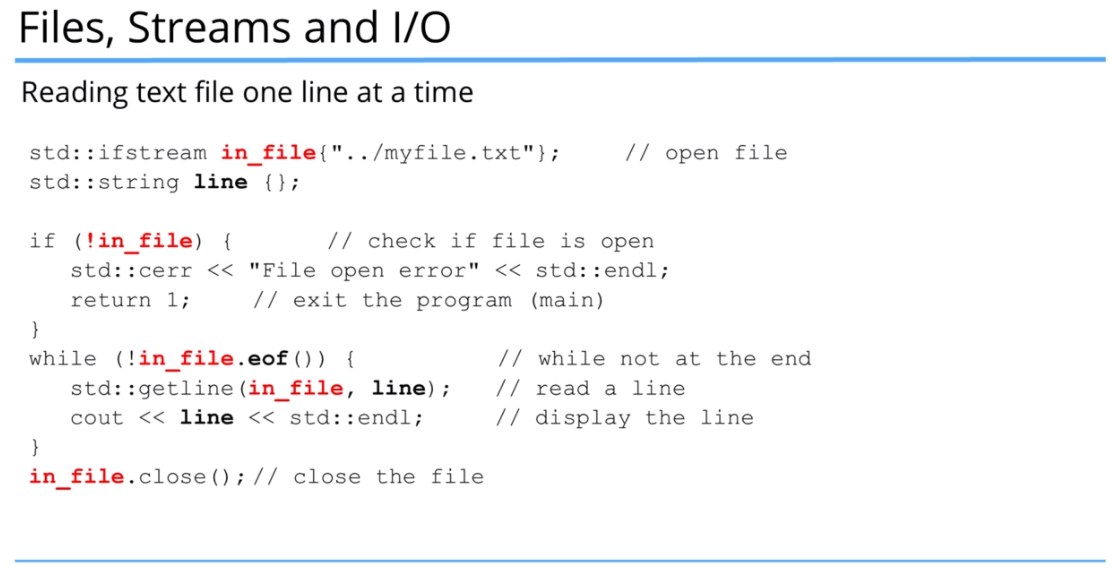 Files, Streams and I/O
Reading text file one line at a time
std::ifstream in_file{"../myfile.txt"};     // open file
std::string line {};
if (!in_file) {       // check if file is open
   std::cerr << "File open error" << std::endl;
   return 1;     // exit the program (main)
}
while (!in_file.eof()) {          // while not at the end
   std::getline(in_file, line);   // read a line
   cout << line << std::endl;     // display the line
}
in_file.close();// close the file